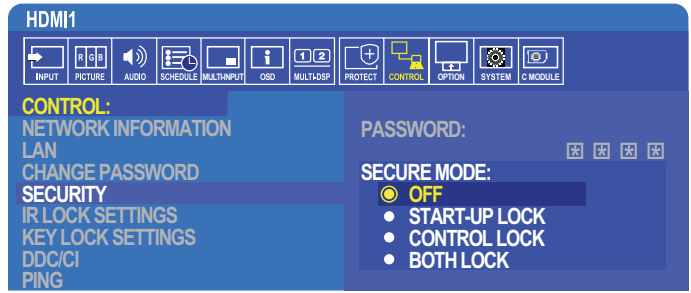 HDMI1
R G B 1 2
INPUT PICTURE AUDIO SCHEDULE MULTI-INPUT OSD MULTI-DSP PROTECT CONTROL OPTION SYSTEM C MODULE
CONTROL:
NETWORK INFORMATION
LAN
CHANGE PASSWORD
SECURITY
IR LOCK SETTINGS
KEY LOCK SETTINGS
DDC/CI
PING
PASSWORD:
* * * *
SECURE MODE:
OFF
START-UP LOCK
CONTROL LOCK
BOTH LOCK